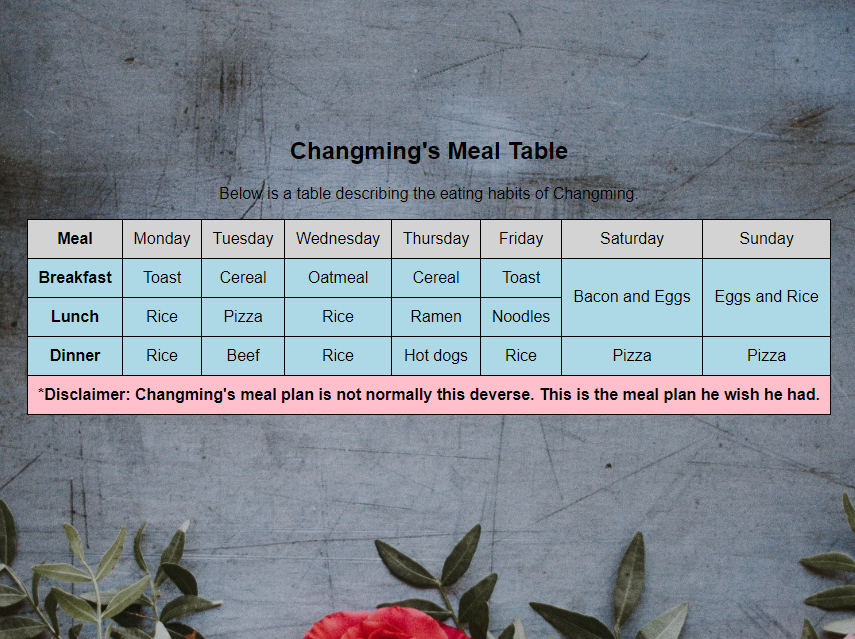 Changming's Meal Table
Below is a table describing the eating habits of Changming.
Meal Monday Tuesday Wednesday Thursday Friday Saturday Sunday
Breakfast Toast Cereal Oatmeal Cereal Toast Bacon and Eggs Eggs and Rice
Lunch Rice Pizza Rice Ramen Noodles
Dinner Rice Beef Rice Hot dogs Rice Pizza Pizza
*Disclaimer: Changming's meal plan is not normally this deverse. This is the meal plan he wish he had.